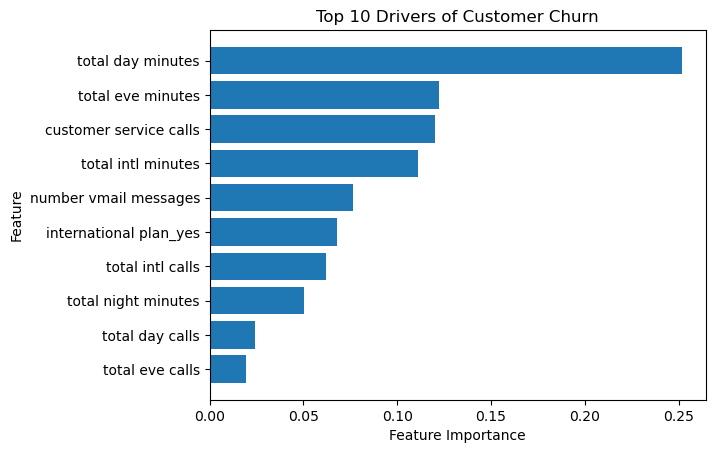 Top 10 Drivers of Customer Churn
Feature
total day minutes
total eve minutes
customer service calls
total intl minutes
number vmail messages
international plan_yes
total intl calls
total night minutes
total day calls
total eve calls
0.00 0.05 0.10 0.15 0.20 0.25
Feature Importance